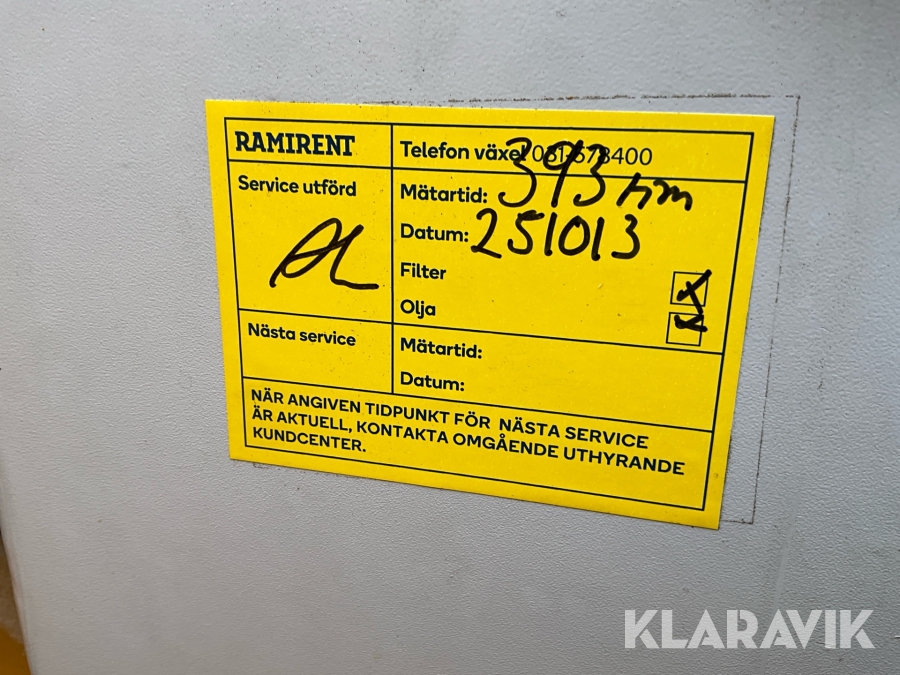 RAMIRENT
Telefon växel
Service utförd
Mätartid: 393
Datum: 251013
Filter
Olja
Nästa service
Mätartid:
Datum:
NÄR ANGIVEN TIDPUNKT FÖR NÄSTA SERVICE
ÄR AKTUELL, KONTAKTA OMGÅENDE UTHYRANDE
KUNDCENTER.
KLARAVIK